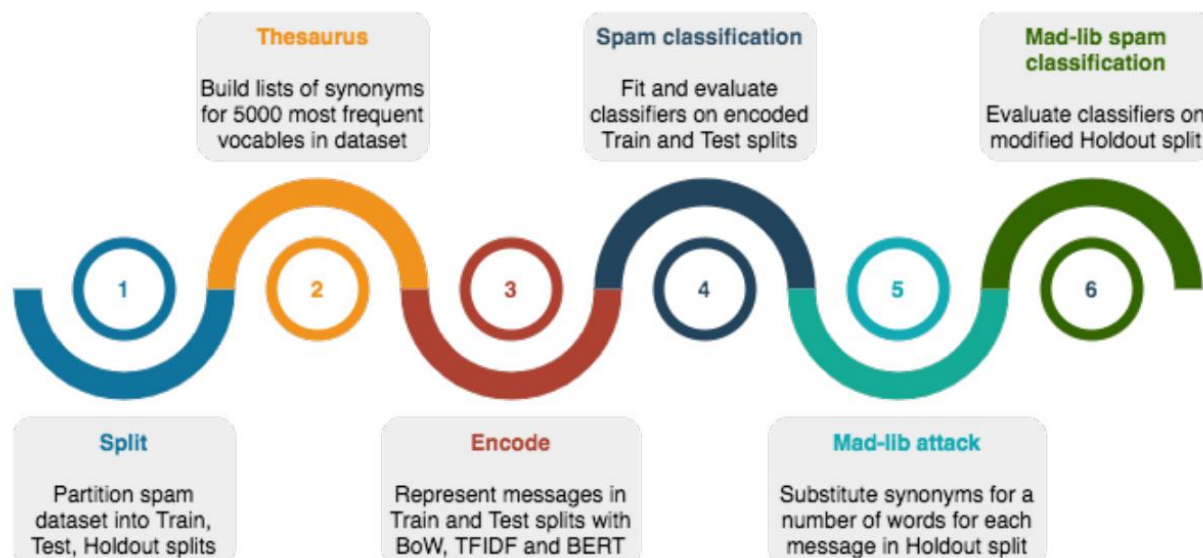 Thesaurus
Build lists of synonyms
for 5000 most frequent
vocables in dataset
Spam classification
Fit and evaluate
classifiers on encoded
Train and Test splits
Mad-lib spam
classification
Evaluate classifiers on
modified Holdout split
1
2
3
4
5
6
Split
Partition spam
dataset into Train,
Test, Holdout splits
Encode
Represent messages in
Train and Test splits with
BoW, TFIDF and BERT
Mad-lib attack
Substitute synonyms for a
number of words for each
message in Holdout split